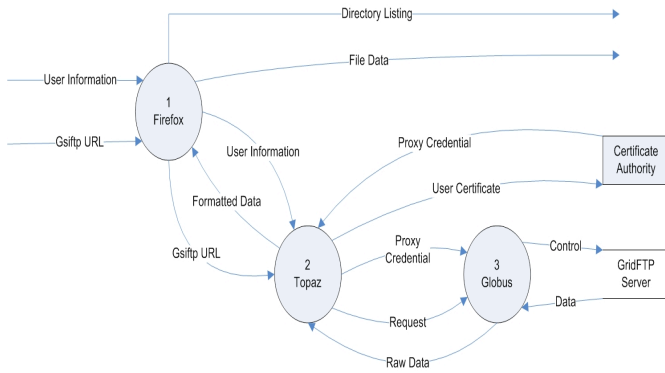 Directory Listing
File Data
User Information
Gsiftp URL
1
Firefox
User Information
Formatted Data
Gsiftp URL
Proxy Credential
User Certificate
Certificate
Authority
2
Topaz
Proxy
Credential
Request
Raw Data
3
Globus
Control
Data
GridFTP
Server